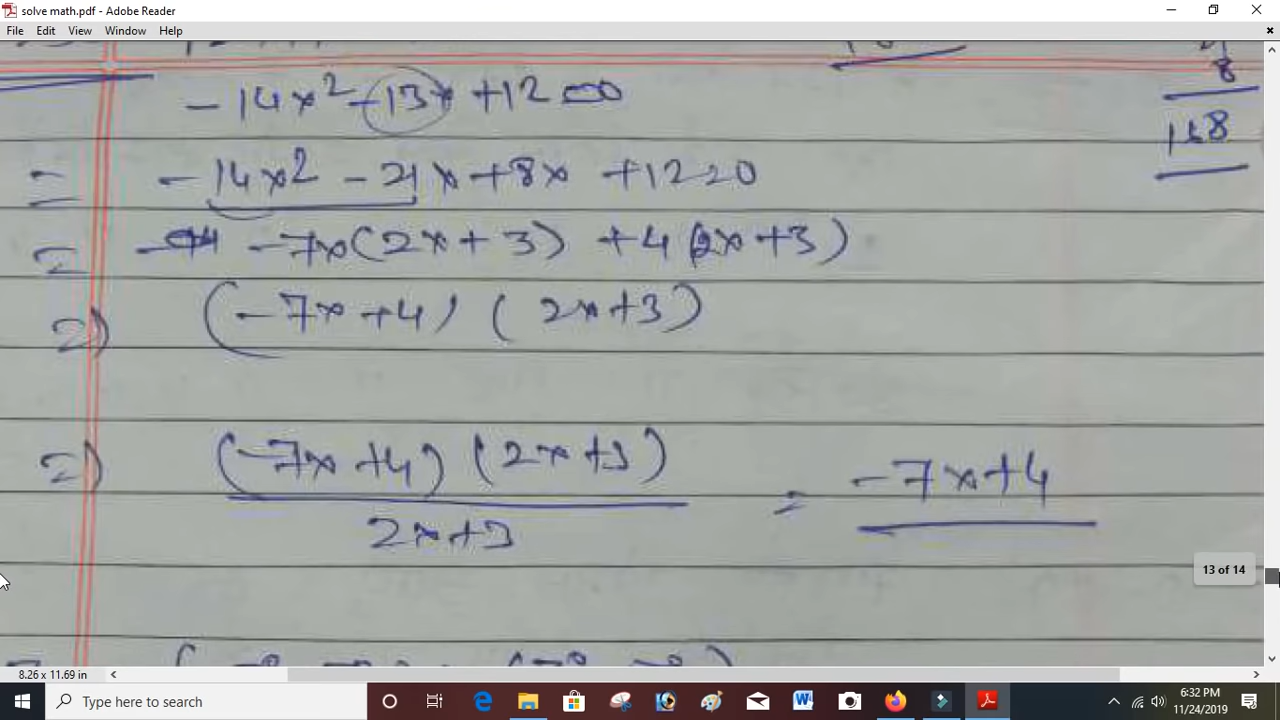 solve math.pdf - Adobe Reader
File Edit View Window Help
8
168
-14x² -13x +12=0
= -14x² -21x +8x +12=0
= -7x(2x+3) +4(2x+3)
=) (-7x+4) (2x+3)
=) (-7x+4) (2x+3)
2x+3
= -7x+4
13 of 14
8.26 x 11.69 in
Type here to search
6:32 PM
11/24/2019